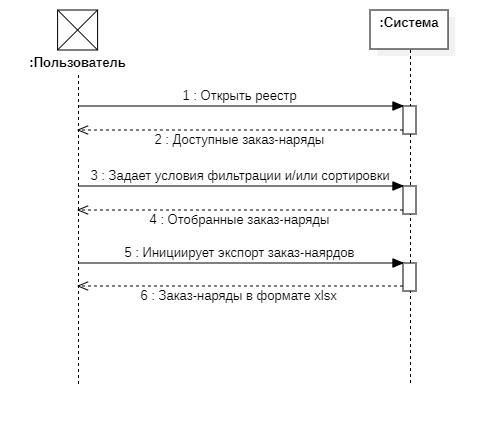 :Система
:Пользователь
1 : Открыть реестр
2 : Доступные заказ-наряды
3 : Задает условия фильтрации и/или сортировки
4 : Отобранные заказ-наряды
5 : Инициирует экспорт заказ-наярдов
6 : Заказ-наряды в формате xlsx